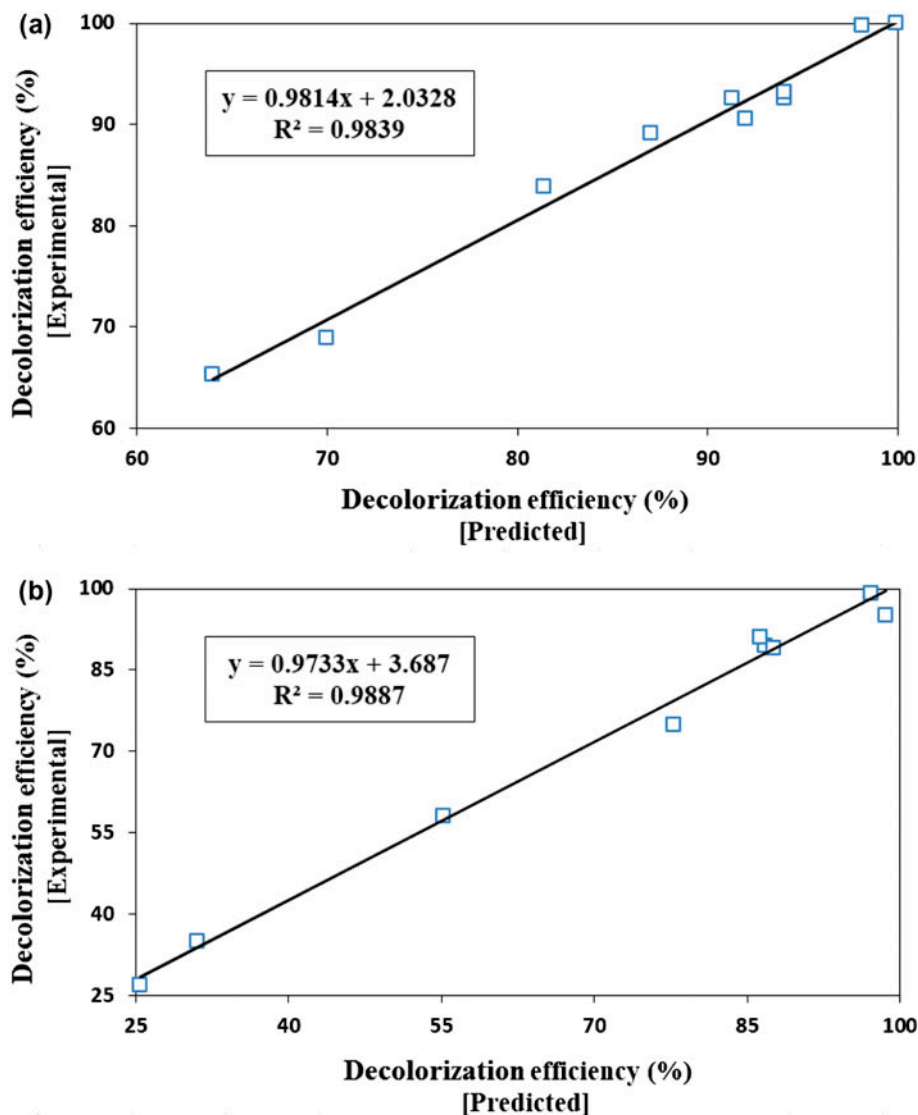 (a)
100
90
80
70
60
Decolorization efficiency (%)
[Experimental]
y = 0.9814x + 2.0328
R² = 0.9839
60 70 80 90 100
Decolorization efficiency (%)
[Predicted]
(b)
100
85
70
55
40
25
Decolorization efficiency (%)
[Experimental]
y = 0.9733x + 3.687
R² = 0.9887
25 40 55 70 85 100
Decolorization efficiency (%)
[Predicted]